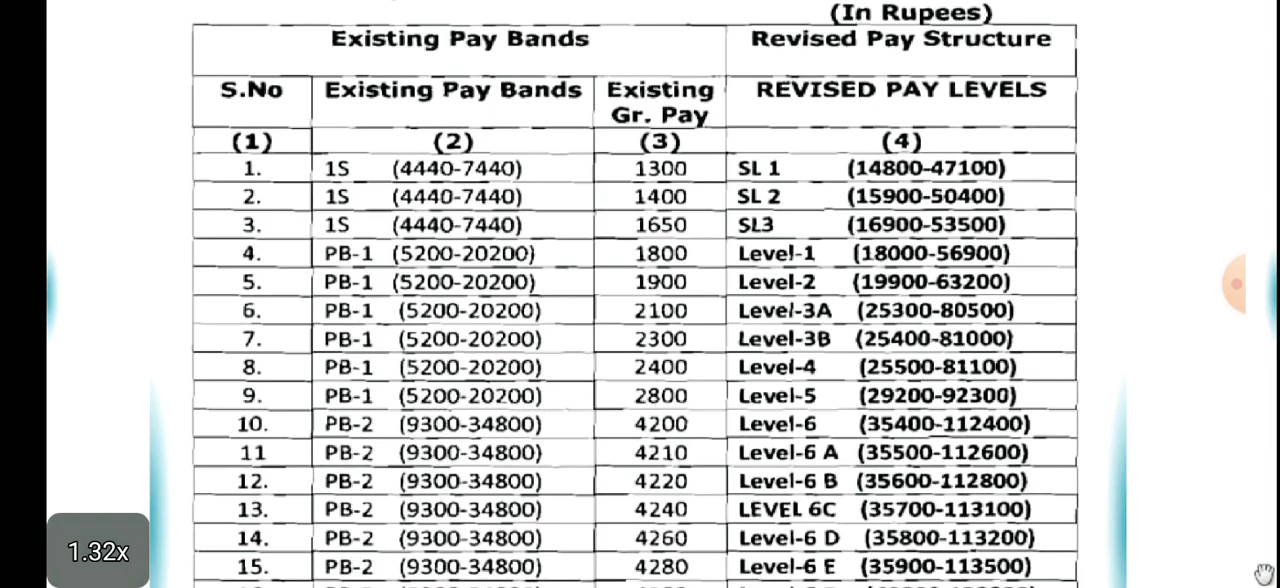 (In Rupees)
Existing Pay Bands Revised Pay Structure
S.No Existing Pay Bands Existing Gr. Pay REVISED PAY LEVELS
(1) (2) (3) (4)
1. 1S (4440-7440) 1300 SL 1 (14800-47100)
2. 1S (4440-7440) 1400 SL 2 (15900-50400)
3. 1S (4440-7440) 1650 SL3 (16900-53500)
4. PB-1 (5200-20200) 1800 Level-1 (18000-56900)
5. PB-1 (5200-20200) 1900 Level-2 (19900-63200)
6. PB-1 (5200-20200) 2100 Level-3A (25300-80500)
7. PB-1 (5200-20200) 2300 Level-3B (25400-81000)
8. PB-1 (5200-20200) 2400 Level-4 (25500-81100)
9. PB-1 (5200-20200) 2800 Level-5 (29200-92300)
10. PB-2 (9300-34800) 4200 Level-6 (35400-112400)
11 PB-2 (9300-34800) 4210 Level-6 A (35500-112600)
12. PB-2 (9300-34800) 4220 Level-6 B (35600-112800)
13. PB-2 (9300-34800) 4240 LEVEL 6C (35700-113100)
14. PB-2 (9300-34800) 4260 Level-6 D (35800-113200)
15. PB-2 (9300-34800) 4280 Level-6 E (35900-113500)
1.32x